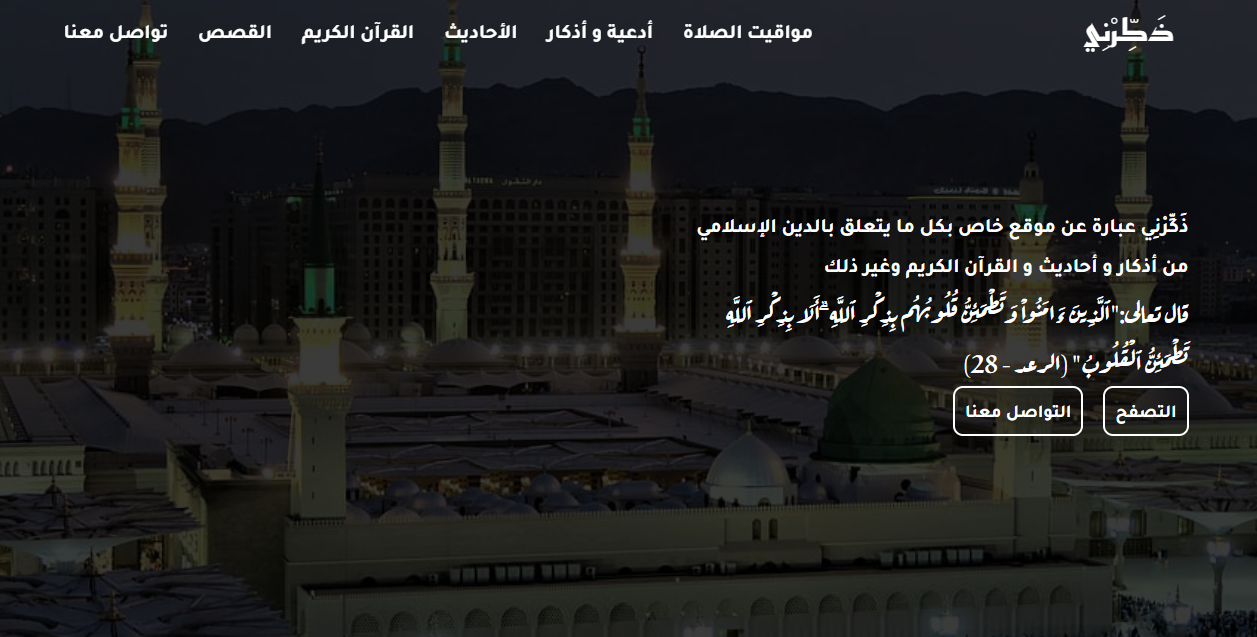 ذَكِّرْنِي
مواقيت الصلاة
أدعية و أذكار
الأحاديث
القرآن الكريم
القصص
تواصل معنا
ذَكِّرْنِي عبارة عن موقع خاص بكل ما يتعلق بالدين الإسلامي
من أذكار و أحاديث و القرآن الكريم وغير ذلك
قال تعالى:"ٱلَّذِينَ ءَامَنُوا۟ وَتَطْمَئِنُّ قُلُوبُهُم بِذِكْرِ ٱللَّهِ ۗ أَلَا بِذِكْرِ ٱللَّهِ
تَطْمَئِنُّ ٱلْقُلُوبُ" (الرعد - 28)
التصفح
التواصل معنا